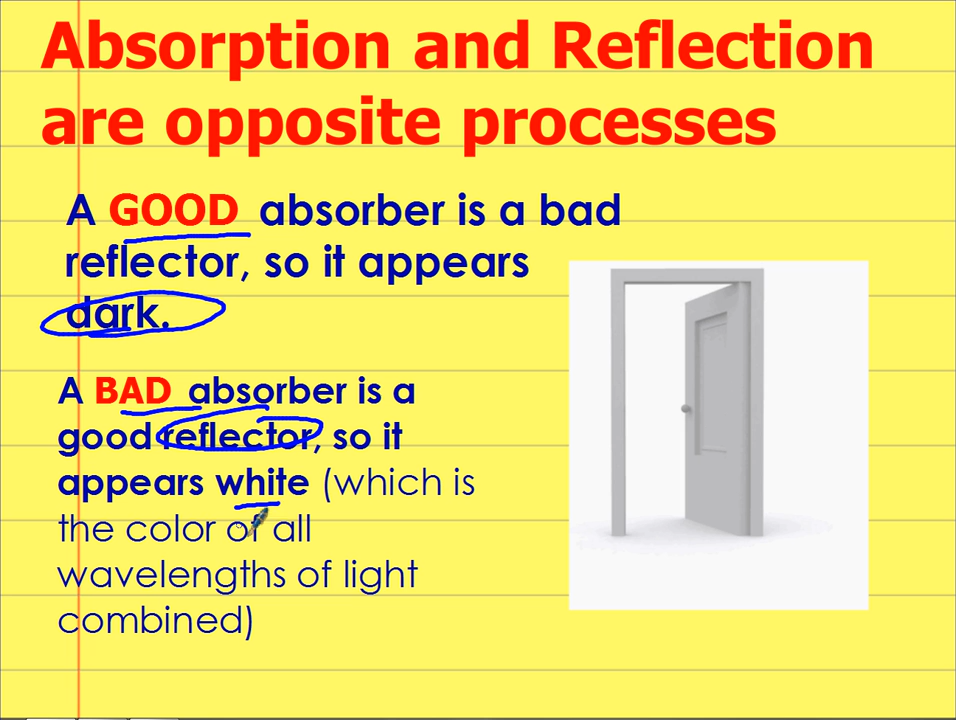 Absorption and Reflection
are opposite processes
A GOOD absorber is a bad
reflector, so it appears
dark.
A BAD absorber is a
good reflector, so it
appears white (which is
the color of all
wavelengths of light
combined)